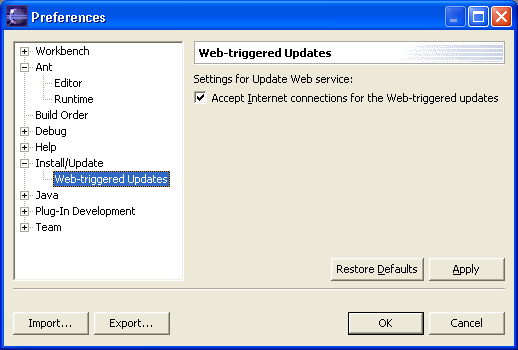 Preferences
Workbench
Ant
Editor
Runtime
Build Order
Debug
Help
Install/Update
Web-triggered Updates
Java
Plug-In Development
Team
Web-triggered Updates
Settings for Update Web service:
Accept Internet connections for the Web-triggered updates
Restore Defaults
Apply
Import...
Export...
OK
Cancel